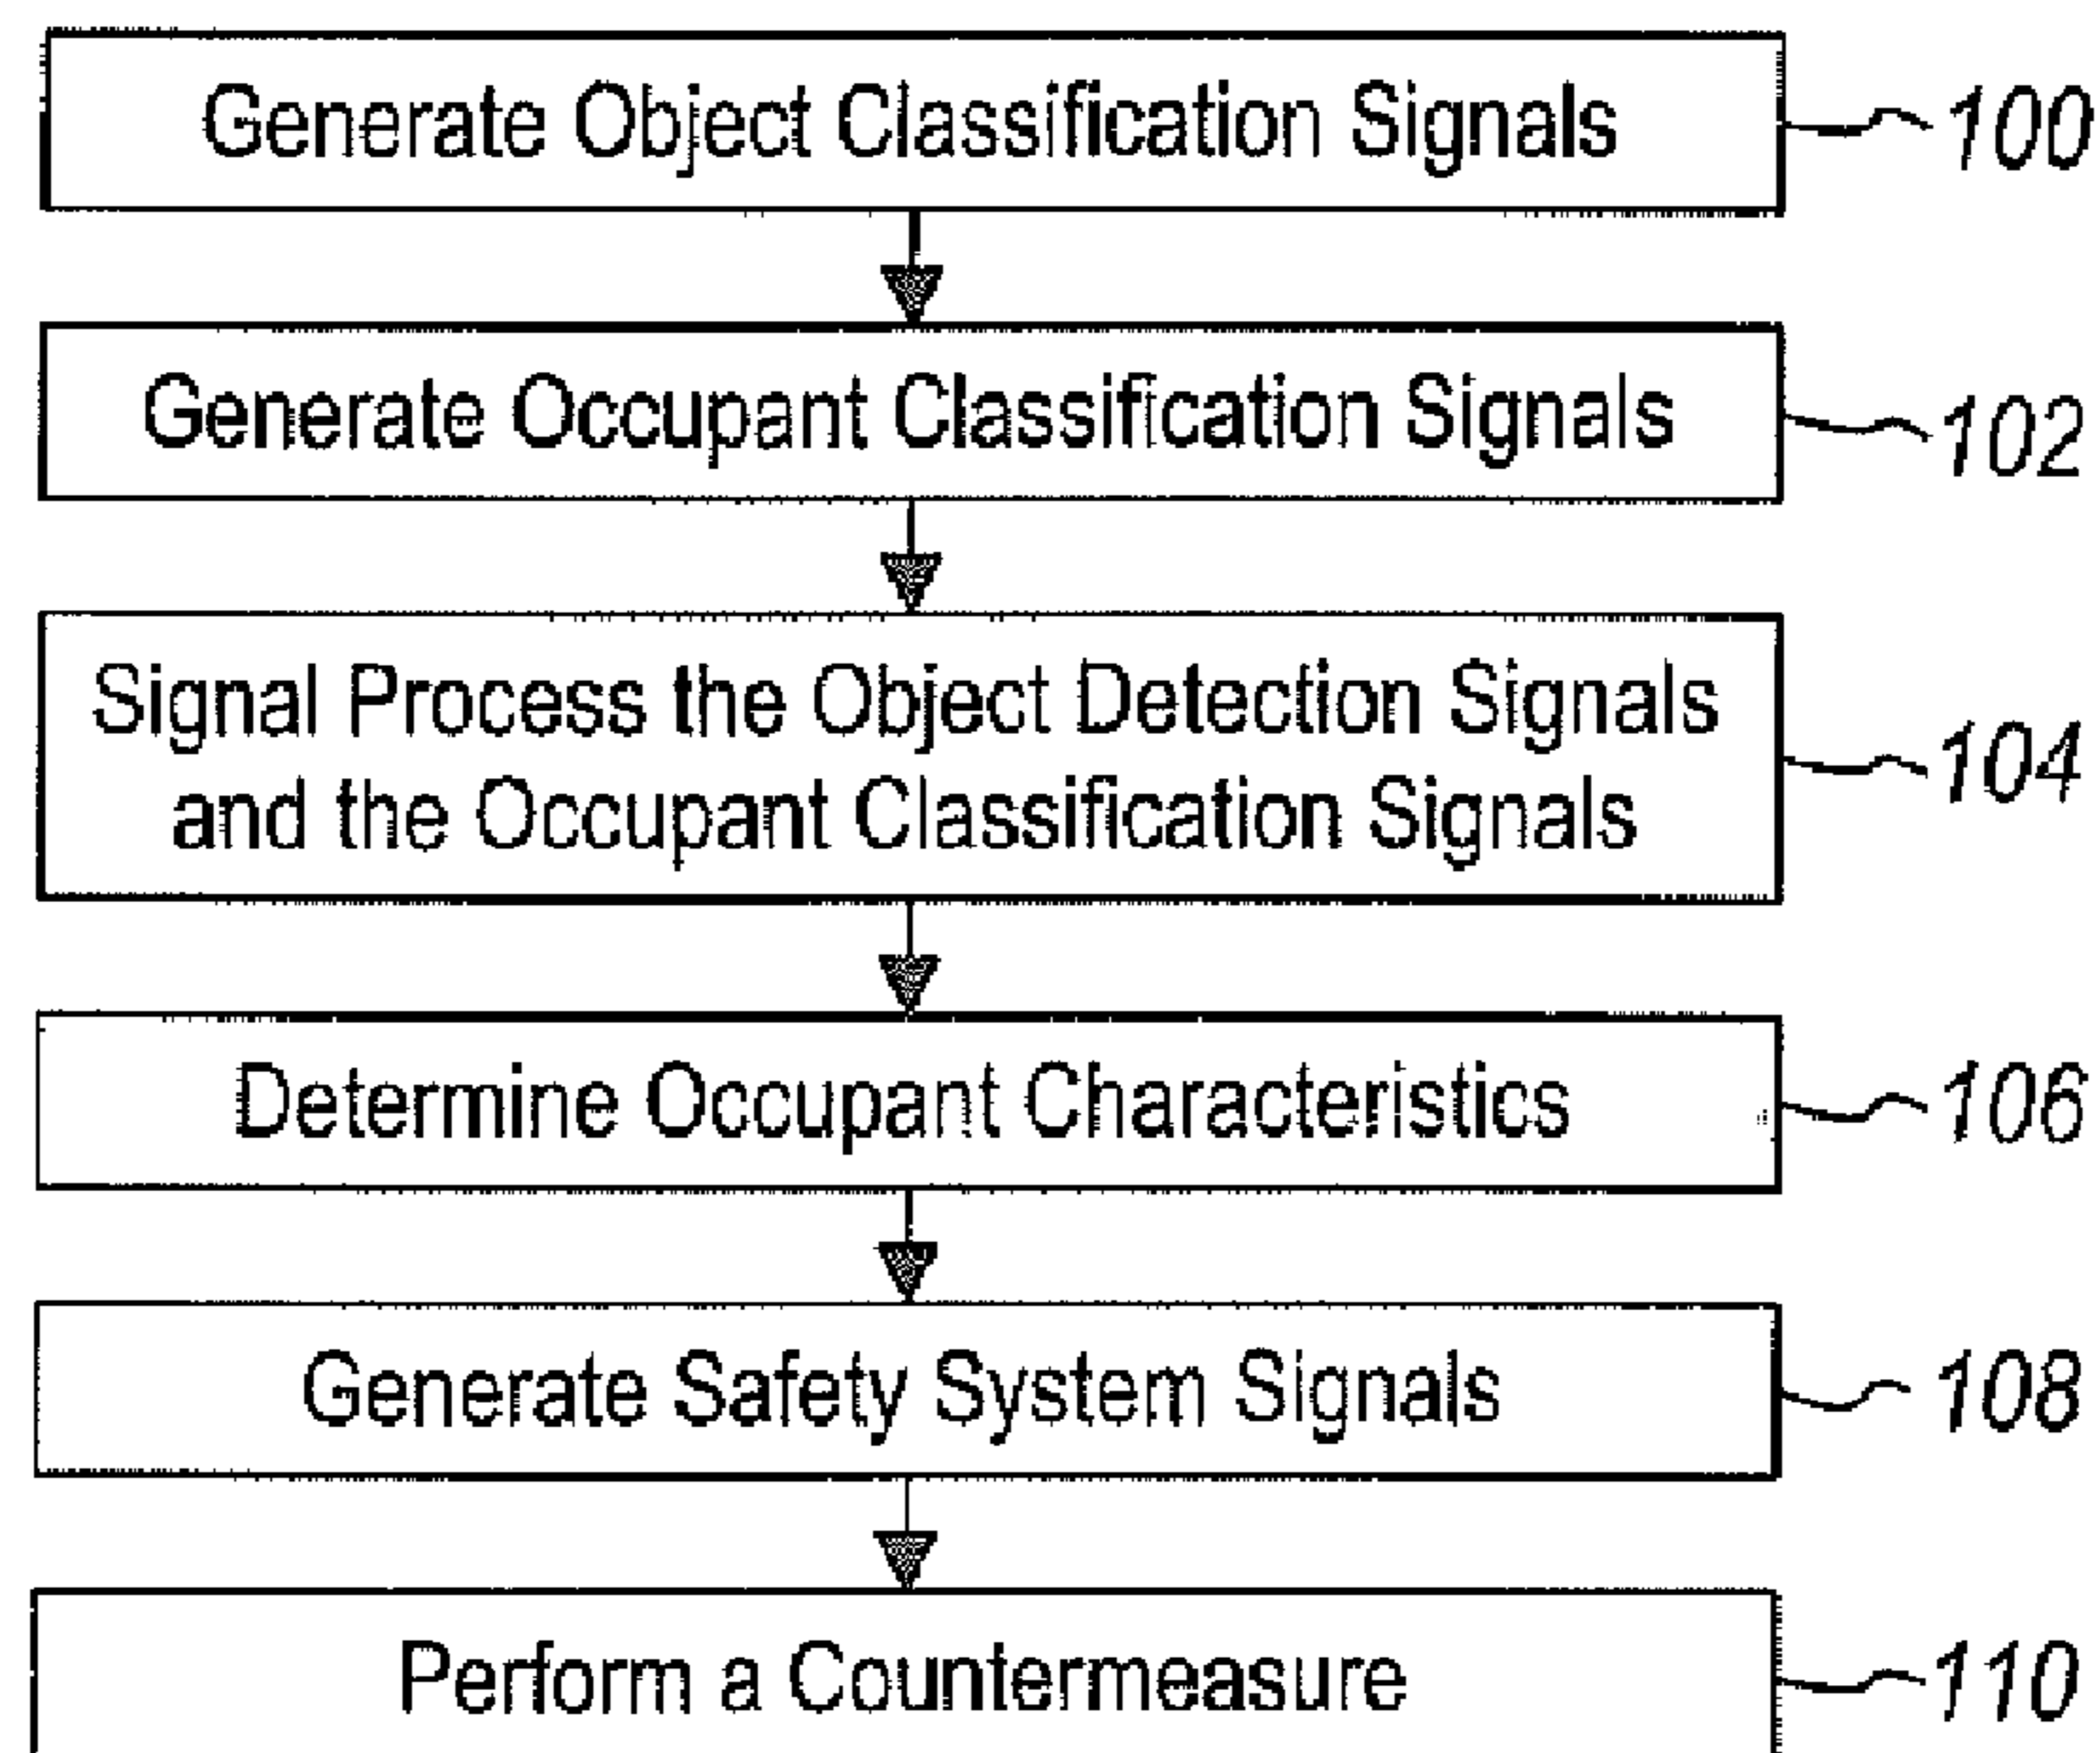 Generate Object Classification Signals
100
Generate Occupant Classification Signals
102
Signal Process the Object Detection Signals
and the Occupant Classification Signals
104
Determine Occupant Characteristics
106
Generate Safety System Signals
108
Perform a Countermeasure
110